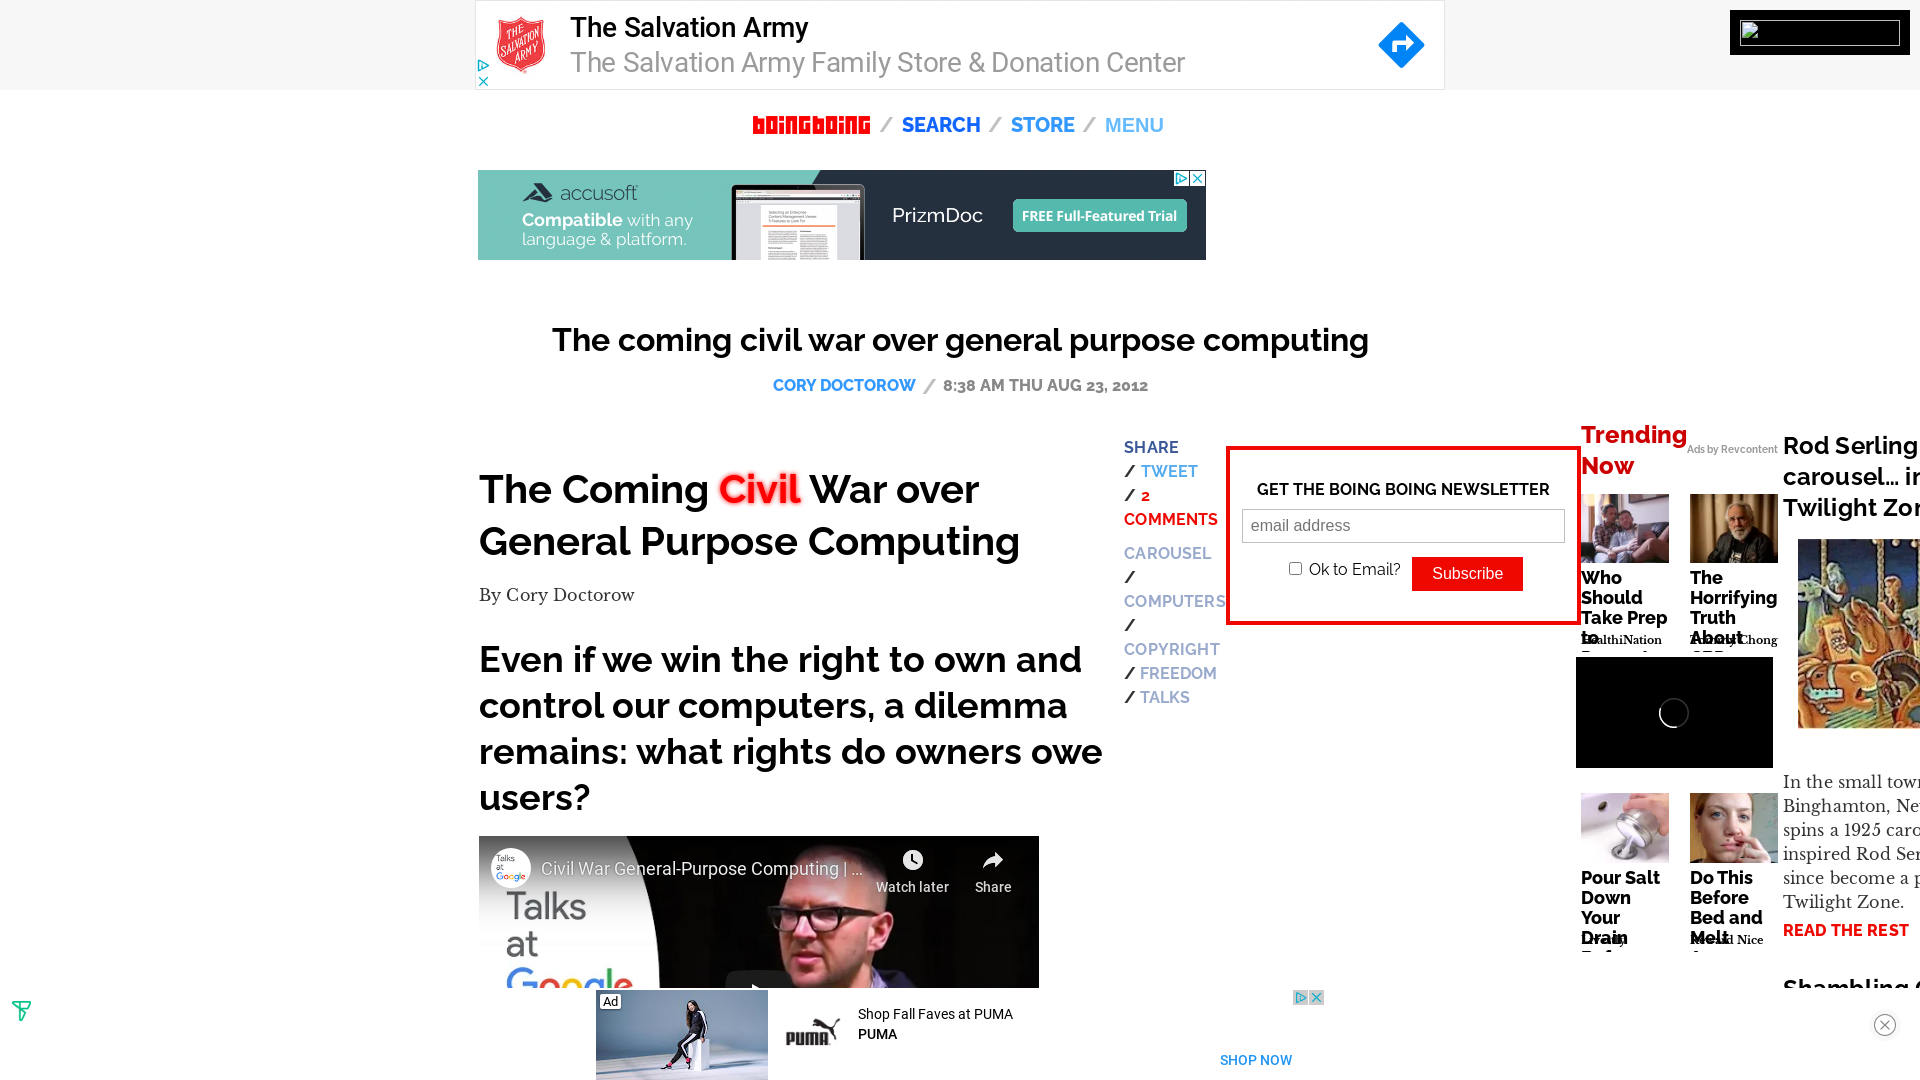 The Salvation Army
The Salvation Army Family Store & Donation Center
boingboing / SEARCH / STORE / MENU
accusoft
Compatible with any
language & platform.
PrizmDoc
FREE Full-Featured Trial
The coming civil war over general purpose computing
CORY DOCTOROW / 8:38 AM THU AUG 23, 2012
The Coming Civil War over
General Purpose Computing
By Cory Doctorow
Even if we win the right to own and
control our computers, a dilemma
remains: what rights do owners owe
users?
Talks
at
Google
Civil War General-Purpose Computing | ...
Watch later
Share
Talks
at
Google
SHARE
/ TWEET
/ 2
COMMENTS
CAROUSEL
/
COMPUTERS
/
COPYRIGHT
/ FREEDOM
/ TALKS
GET THE BOING BOING NEWSLETTER
email address
Ok to Email?
Subscribe
Trending
Now
Ads by Revcontent
Who
Should
Take Prep
to
HealthiNation
The
Horrifying
Truth
About
Tommy Chong
Pour Salt
Down
Your
Drain
Do This
Before
Bed and
Melt
Rod Serling
carousel... in
Twilight Zon
In the small town
Binghamton, Ne
spins a 1925 caro
inspired Rod Ser
since become a p
Twilight Zone.
READ THE REST
Shambling
Ad
PUMA
Shop Fall Faves at PUMA
PUMA
SHOP NOW